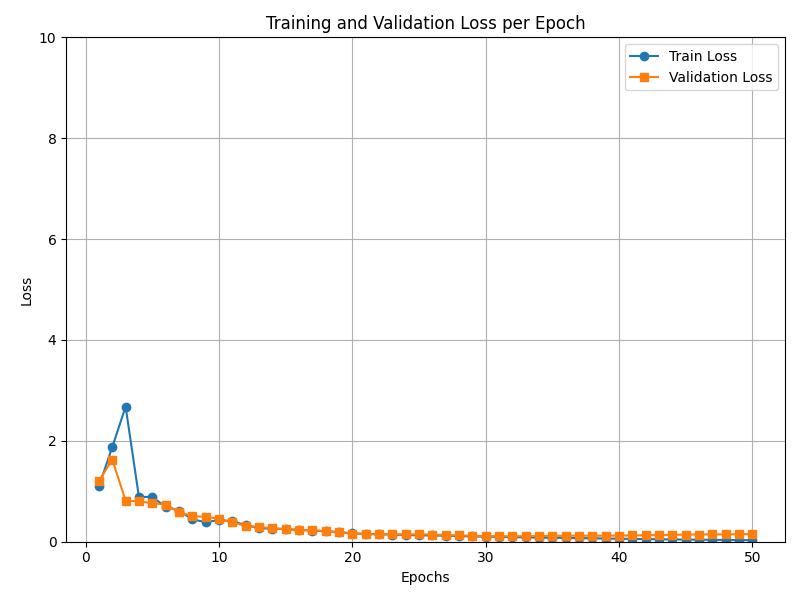 Training and Validation Loss per Epoch
10
8
6
4
2
0
Loss
Train Loss
Validation Loss
0 10 20 30 40 50
Epochs